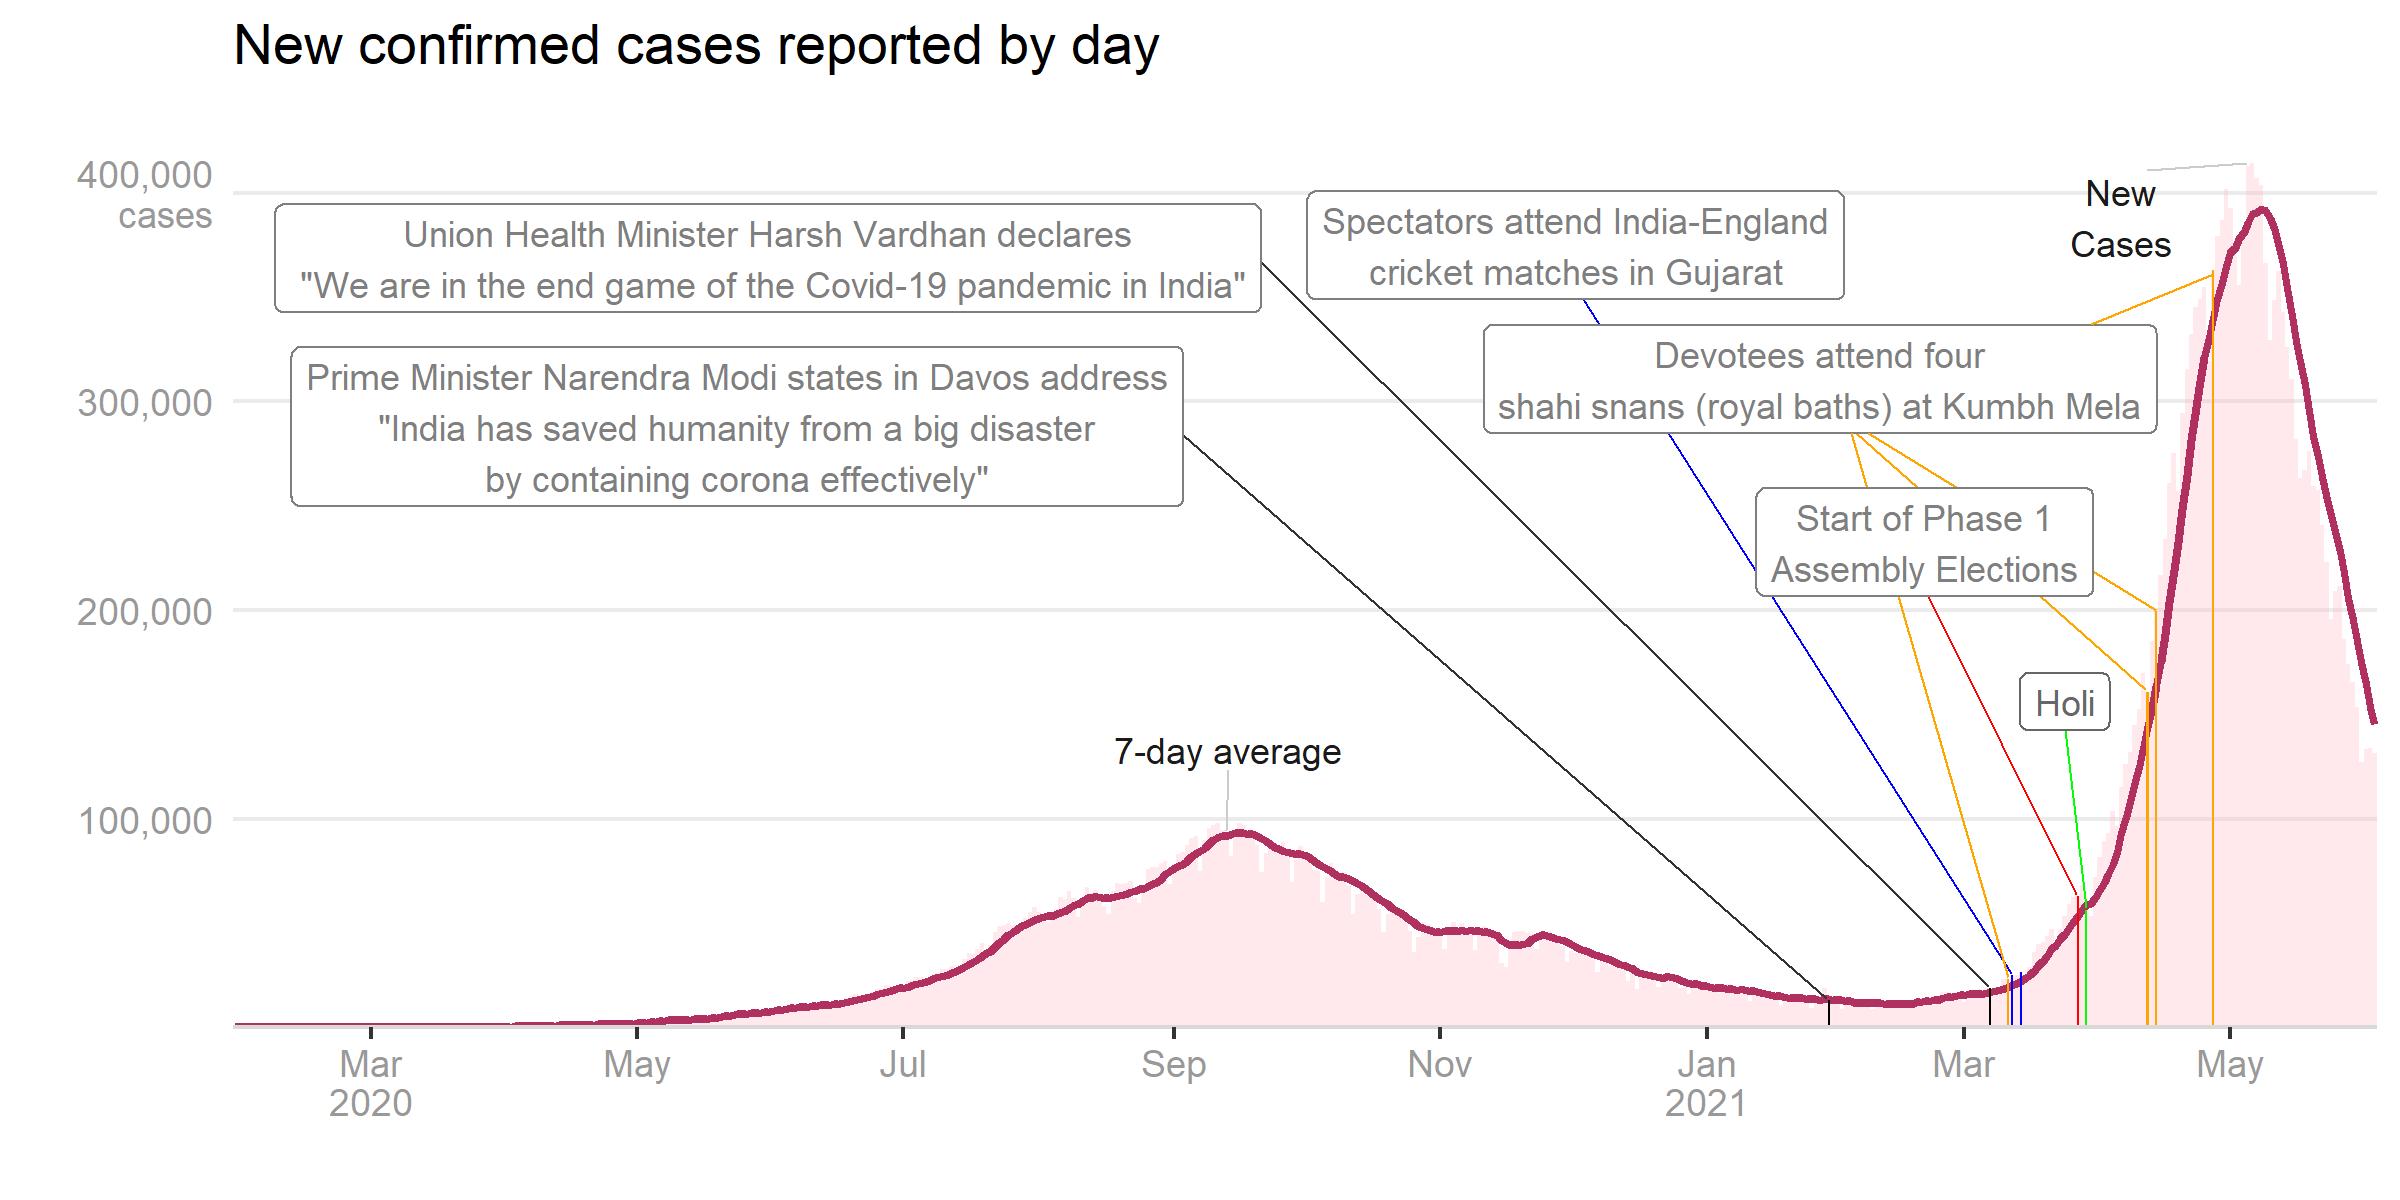 New confirmed cases reported by day
400,000
cases
300,000
200,000
100,000
Union Health Minister Harsh Vardhan declares
"We are in the end game of the Covid-19 pandemic in India"
Prime Minister Narendra Modi states in Davos address
"India has saved humanity from a big disaster
by containing corona effectively"
Spectators attend India-England
cricket matches in Gujarat
Devotees attend four
shahi snans (royal baths) at Kumbh Mela
Start of Phase 1
Assembly Elections
Holi
New
Cases
7-day average
Mar
2020
May
Jul
Sep
Nov
Jan
2021
Mar
May